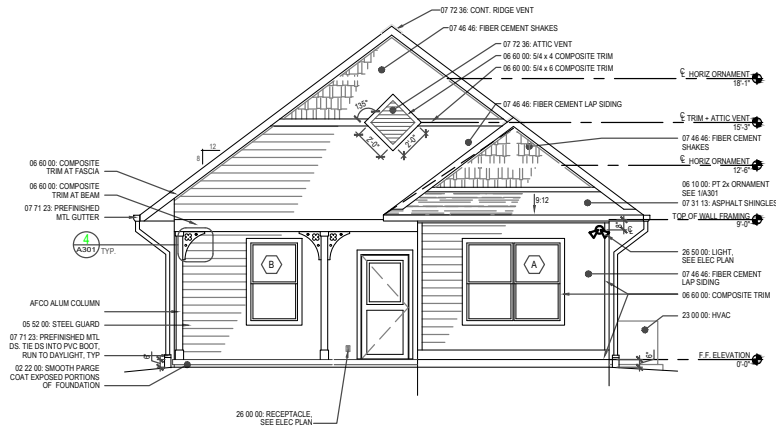 07 72 36: CONT. RIDGE VENT
07 46 46: FIBER CEMENT SHAKES
07 72 36: ATTIC VENT
06 60 00: 5/4 x 4 COMPOSITE TRIM
06 60 00: 5/4 x 6 COMPOSITE TRIM
℄ HORIZ ORNAMENT
18'-1"
135°
07 46 46: FIBER CEMENT LAP SIDING
℄ TRIM + ATTIC VENT
15'-3"
2'-0"
2'-0"
07 46 46: FIBER CEMENT
SHAKES
12
8
℄ HORIZ ORNAMENT
12'-6"
06 60 00: COMPOSITE
TRIM AT FASCIA
06 60 00: COMPOSITE
TRIM AT BEAM
07 71 23: PREFINISHED
MTL GUTTER
06 10 00: PT 2x ORNAMENT
SEE 1/A301
07 31 13: ASPHALT SHINGLES
9:12
TOP OF WALL FRAMING
9'-0"
8"
℄
4
A301
TYP.
B
A
26 50 00: LIGHT,
SEE ELEC PLAN
07 46 46: FIBER CEMENT
LAP SIDING
06 60 00: COMPOSITE TRIM
23 00 00: HVAC
AFCO ALUM COLUMN
05 52 00: STEEL GUARD
07 71 23: PREFINISHED MTL
DS. TIE DS INTO PVC BOOT,
RUN TO DAYLIGHT, TYP
02 22 00: SMOOTH PARGE
COAT EXPOSED PORTIONS
OF FOUNDATION
6"
6"
F.F. ELEVATION
0'-0"
26 00 00: RECEPTACLE,
SEE ELEC PLAN